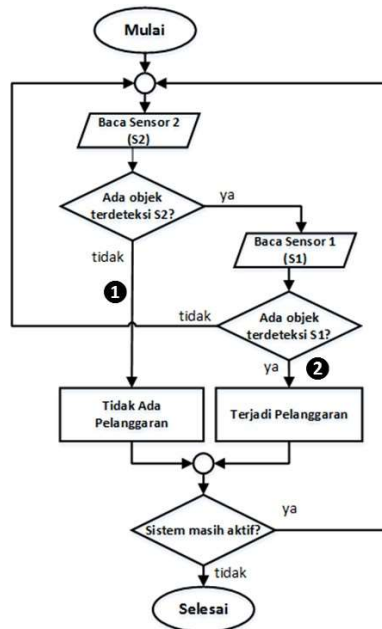 Mulai
Baca Sensor 2
(S2)
Ada objek
terdeteksi S2?
ya
tidak
Baca Sensor 1
(S1)
1
Ada objek
terdeteksi S1?
tidak
ya
2
Tidak Ada
Pelanggaran
Terjadi Pelanggaran
Sistem masih aktif?
ya
tidak
Selesai